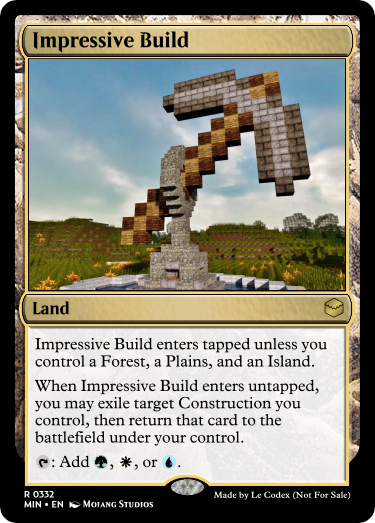 Impressive Build
Land
Impressive Build enters tapped unless you
control a Forest, a Plains, and an Island.
When Impressive Build enters untapped,
you may exile target Construction you
control, then return that card to the
battlefield under your control.
: Add , , or .
R 0332
MIN • EN Mojang Studios
Made by Le Codex (Not For Sale)